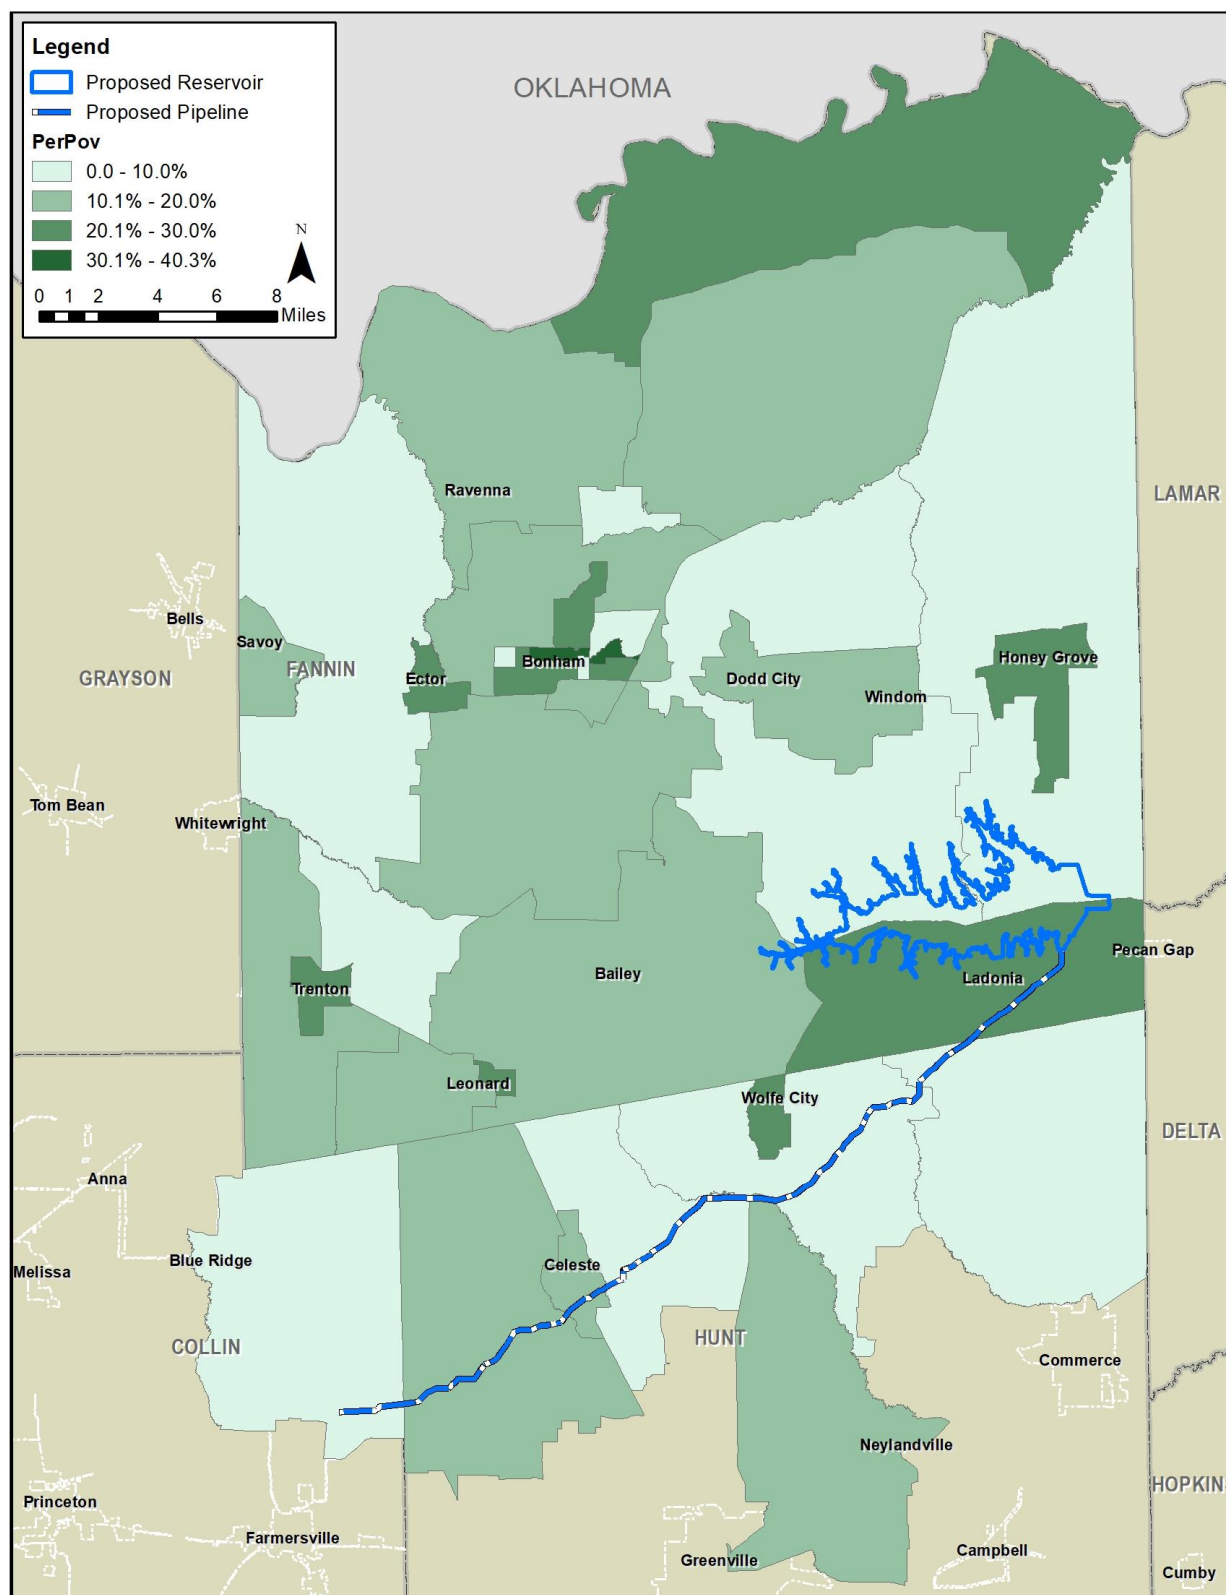 Legend
Proposed Reservoir
Proposed Pipeline
PerPov
0.0 - 10.0%
10.1% - 20.0%
20.1% - 30.0%
30.1% - 40.3%
N
0 1 2 4 6 8
Miles
OKLAHOMA
Ravenna
LAMAR
Bells
Savoy
FANNIN
GRAYSON
Ector
Bonham
Dodd City
Windom
Honey Grove
Tom Bean
Whitewright
Trenton
Bailey
Ladonia
Pecan Gap
Leonard
Wolfe City
DELTA
Anna
Blue Ridge
Melissa
Celeste
COLLIN
HUNT
Commerce
Neylandville
Princeton
Farmersville
Greenville
Campbell
HOPKIN
Cumby